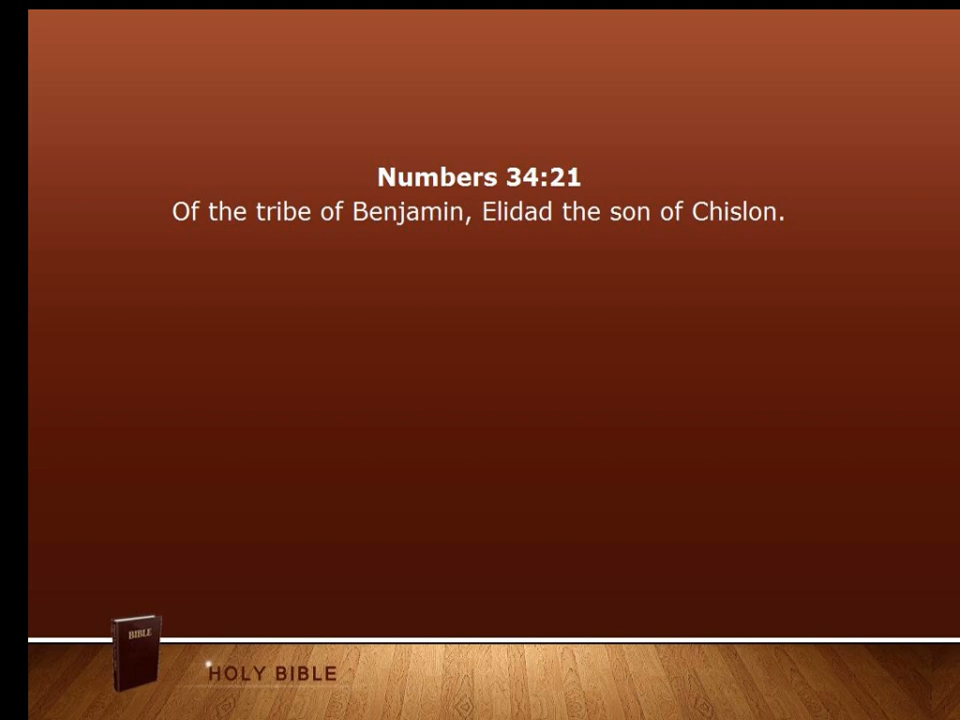 Numbers 34:21
Of the tribe of Benjamin, Elidad the son of Chislon.
BIBLE
HOLY BIBLE